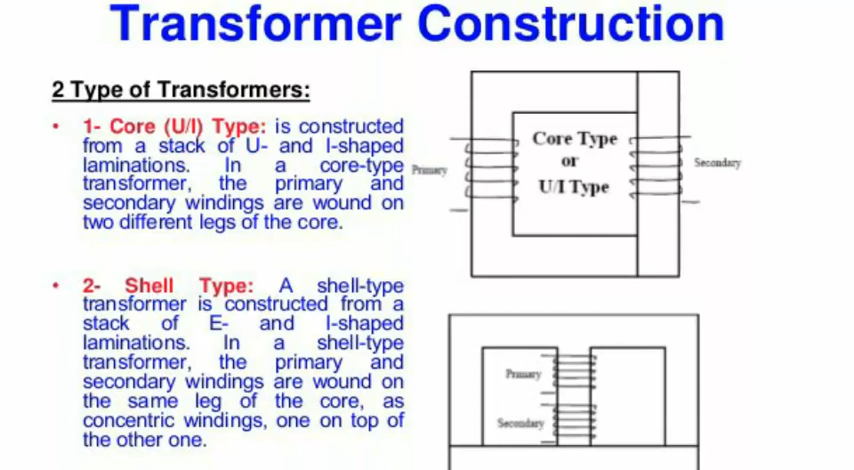 Transformer Construction
2 Type of Transformers:
• 1- Core (U/I) Type: is constructed
from a stack of U- and I-shaped
laminations. In a core-type
transformer, the primary and
secondary windings are wound on
two different legs of the core.
Primary
Core Type
or
U/I Type
Secondary
• 2- Shell Type: A shell-type
transformer is constructed from a
stack of E- and I-shaped
laminations. In a shell-type
transformer, the primary and
secondary windings are wound on
the same leg of the core, as
concentric windings, one on top of
the other one.
Primary
Secondary